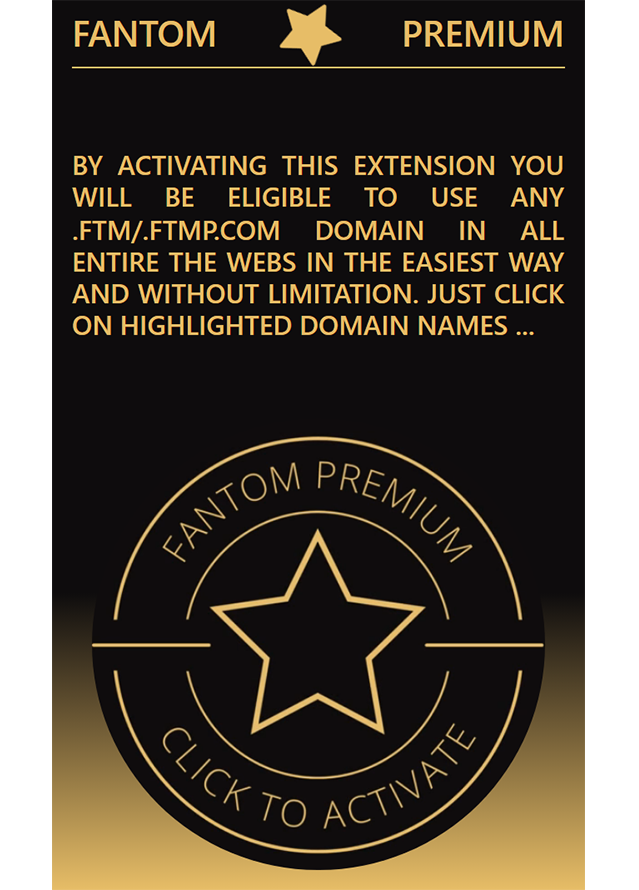 FANTOM PREMIUM
BY ACTIVATING THIS EXTENSION YOU
WILL BE ELIGIBLE TO USE ANY
.FTM/.FTMP.COM DOMAIN IN ALL
ENTIRE THE WEBS IN THE EASIEST WAY
AND WITHOUT LIMITATION. JUST CLICK
ON HIGHLIGHTED DOMAIN NAMES ...
FANTOM PREMIUM
CLICK TO ACTIVATE